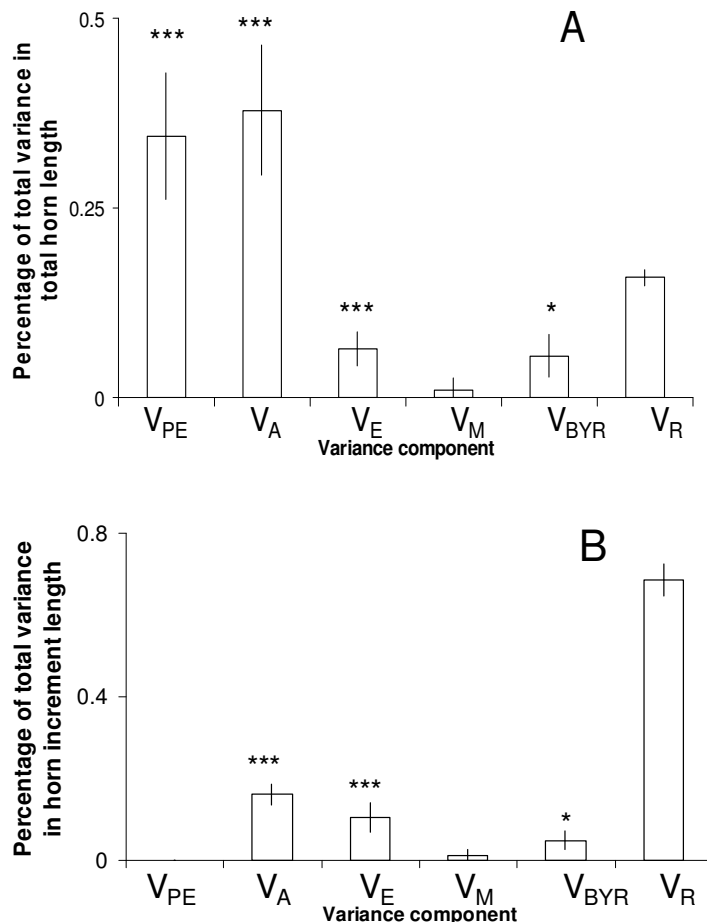 A
Percentage of total variance in
total horn length
0.5
0.25
0
***
***
***
*
V_PE V_A V_E V_M V_BYR V_R
Variance component
B
Percentage of total variance
in horn increment length
0.8
0.4
0
***
***
*
V_PE V_A V_E V_M V_BYR V_R
Variance component